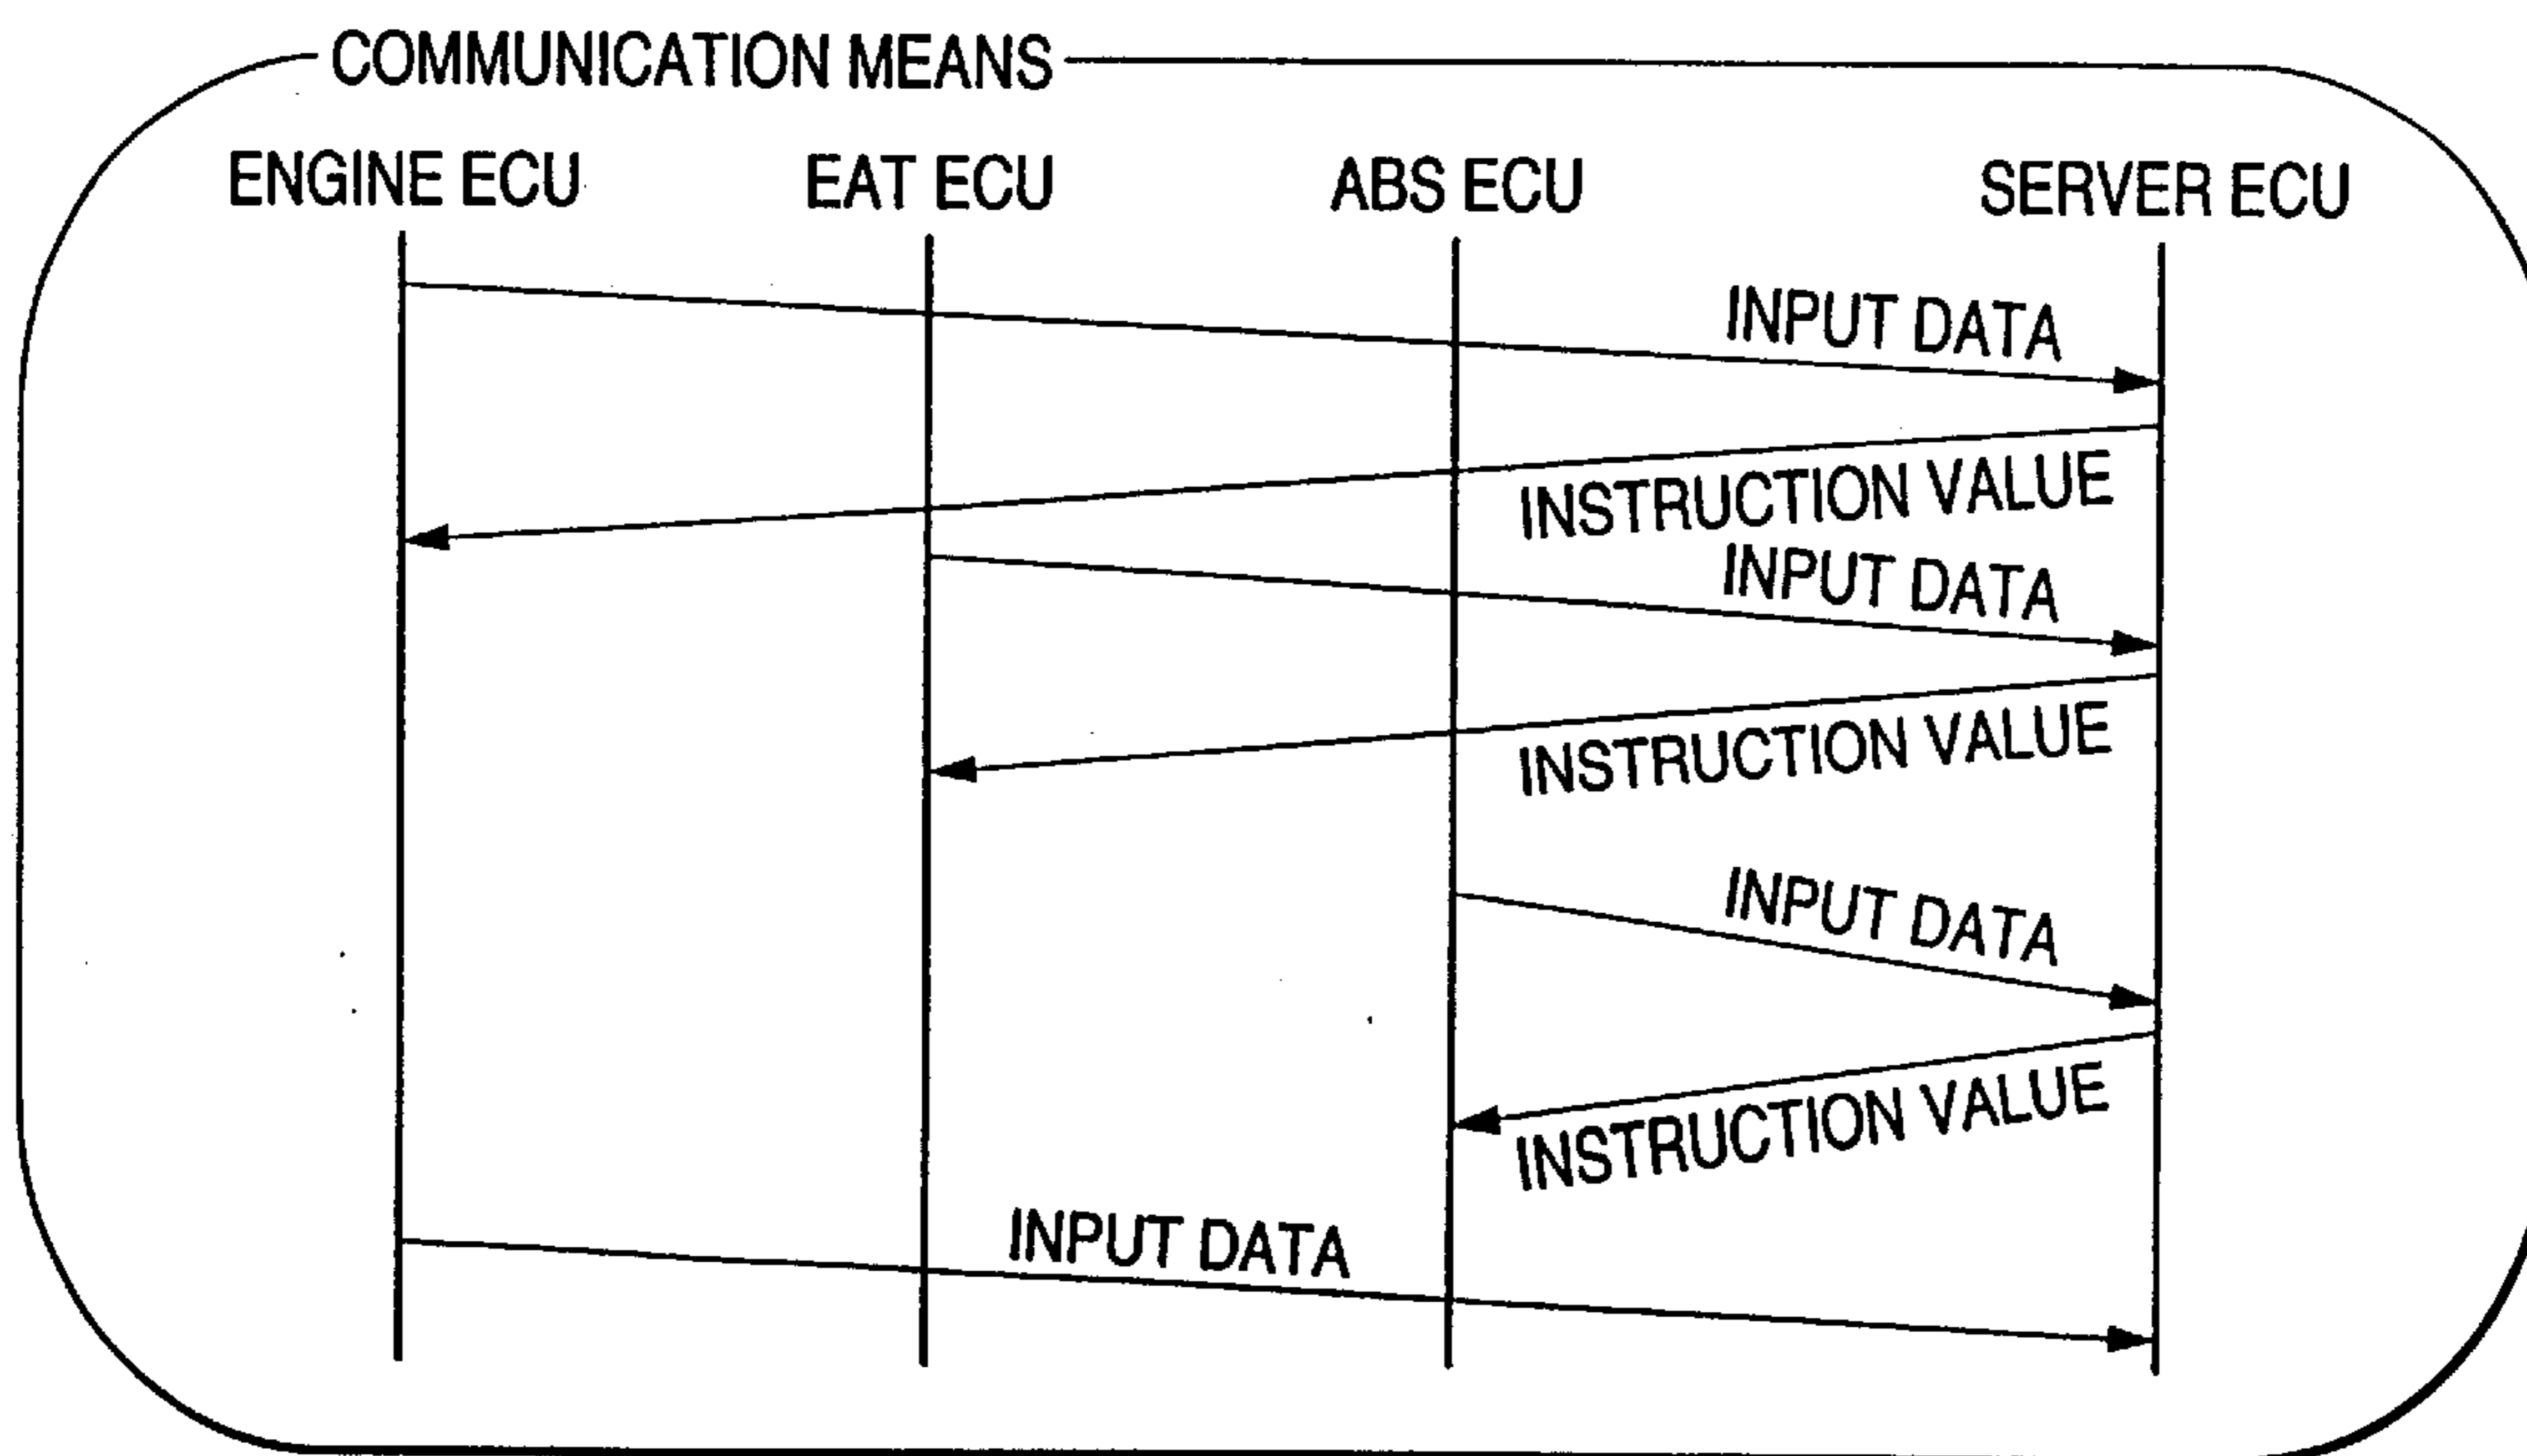 COMMUNICATION MEANS
ENGINE ECU
EAT ECU
ABS ECU
SERVER ECU
INPUT DATA
INSTRUCTION VALUE
INPUT DATA
INSTRUCTION VALUE
INPUT DATA
INSTRUCTION VALUE
INPUT DATA